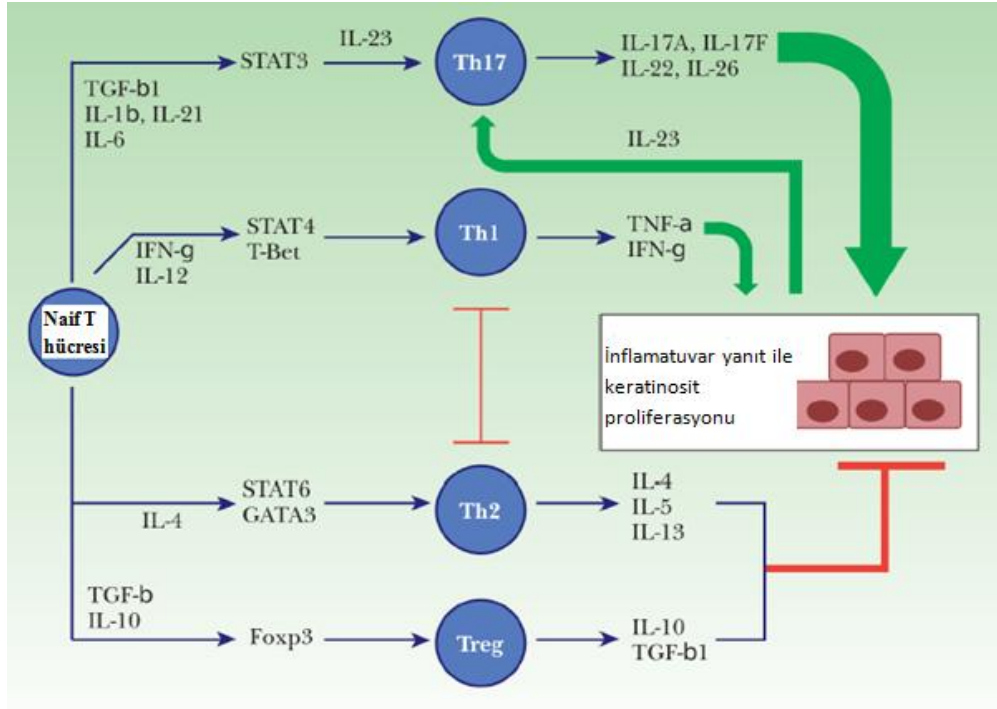 STAT3
IL-23
Th17
IL-17A, IL-17F
IL-22, IL-26
TGF-b1
IL-1b, IL-21
IL-6
IL-23
IFN-g
IL-12
STAT4
T-Bet
Th1
TNF-a
IFN-g
Naif T
hücresi
İnflamatuvar yanıt ile
keratinosit
proliferasyonu
IL-4
STAT6
GATA3
Th2
IL-4
IL-5
IL-13
TGF-b
IL-10
Foxp3
Treg
IL-10
TGF-b1